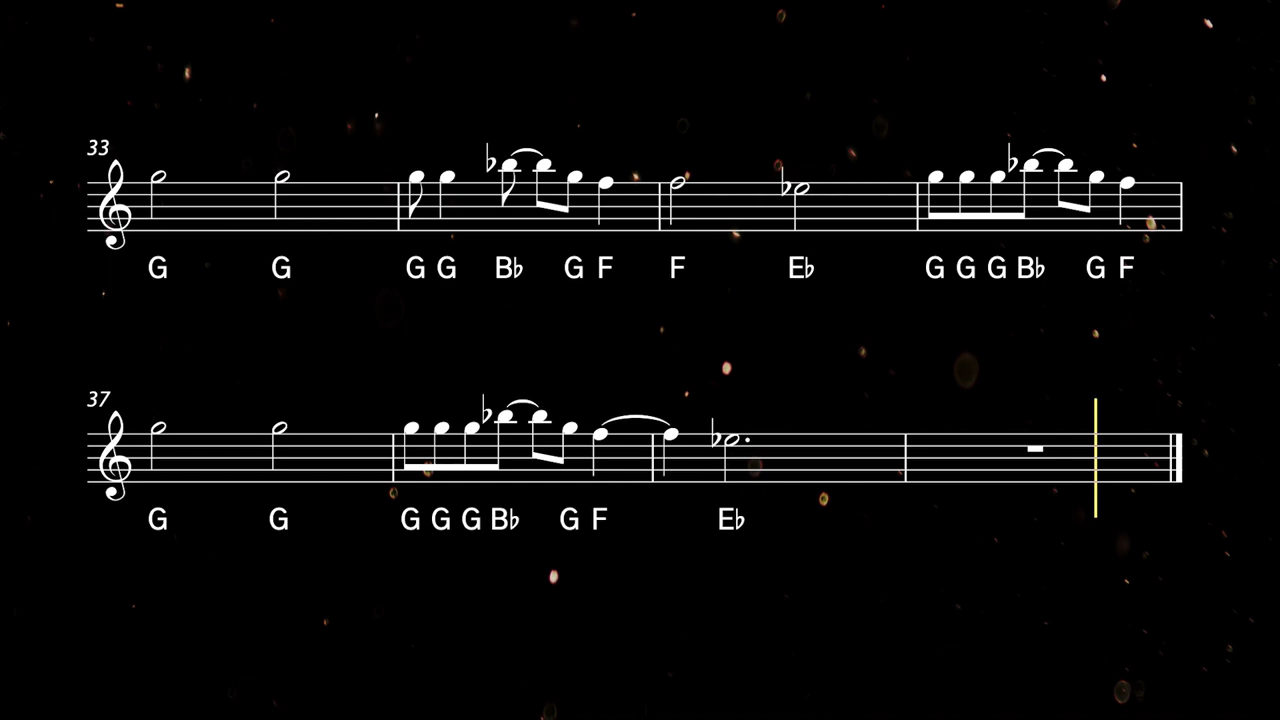 33
G G G G B♭ G F F E♭ G G G B♭ G F
37
G G G G G B♭ G F E♭